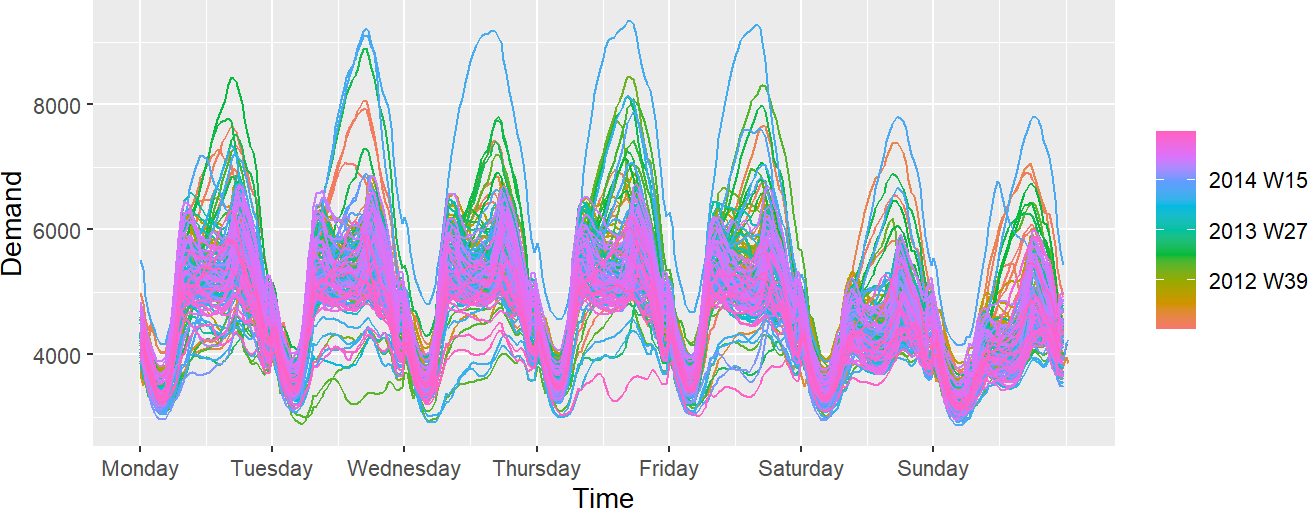 Demand
8000
6000
4000
Monday Tuesday Wednesday Thursday Friday Saturday Sunday
Time
2014 W15
2013 W27
2012 W39